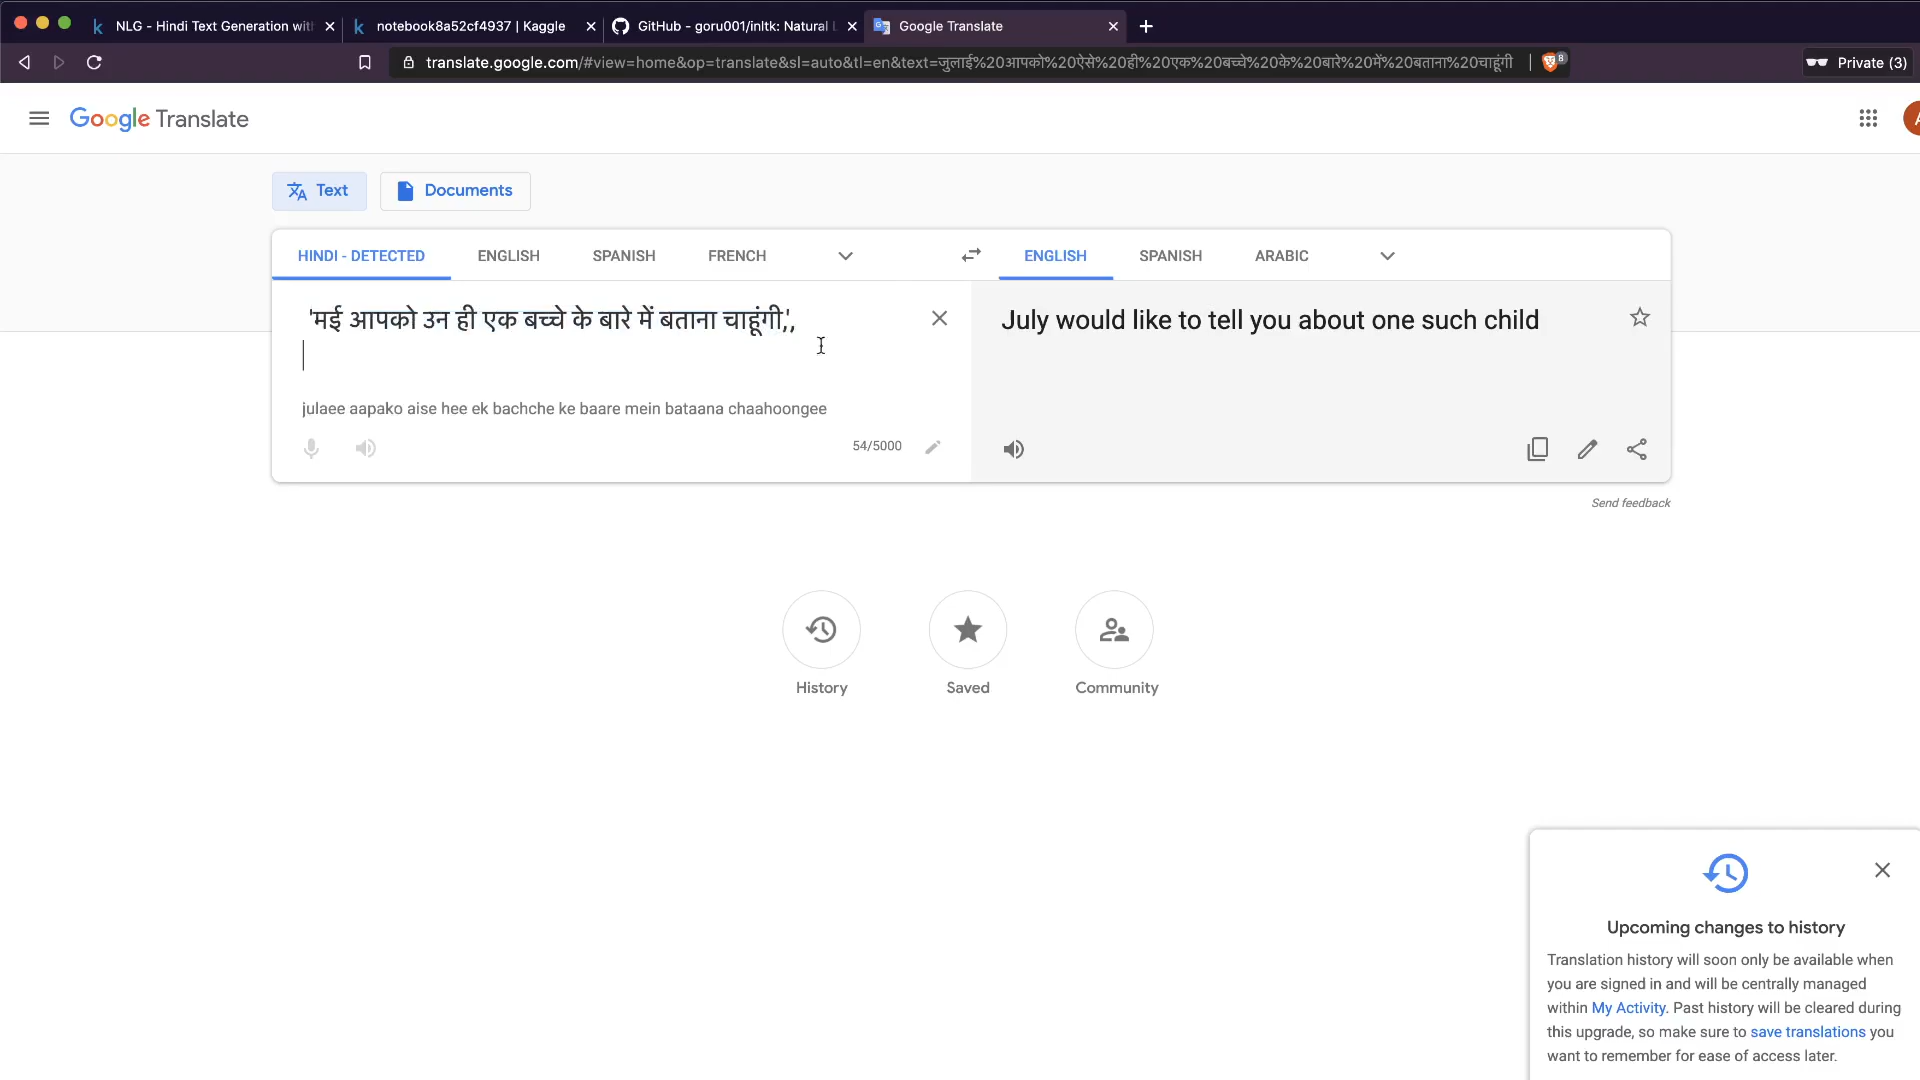 NLG - Hindi Text Generation wit
notebook8a52cf4937 | Kaggle
GitHub - goru001/inltk: Natural L
Google Translate
translate.google.com/#view=home&op=translate&sl=auto&tl=en&text=जुलाई%20आपको%20ऐसे%20ही%20एक%20बच्चे%20के%20बारे%20में%20बताना%20चाहूंगी
8
Private (3)
Google Translate
A
Text
Documents
HINDI - DETECTED
ENGLISH
SPANISH
FRENCH
ENGLISH
SPANISH
ARABIC
'मई आपको उन ही एक बच्चे के बारे में बताना चाहूंगी,',
July would like to tell you about one such child
julaee aapako aise hee ek bachche ke baare mein bataana chaahoongee
54/5000
Send feedback
History
Saved
Community
Upcoming changes to history
Translation history will soon only be available when
you are signed in and will be centrally managed
within My Activity. Past history will be cleared during
this upgrade, so make sure to save translations you
want to remember for ease of access later.